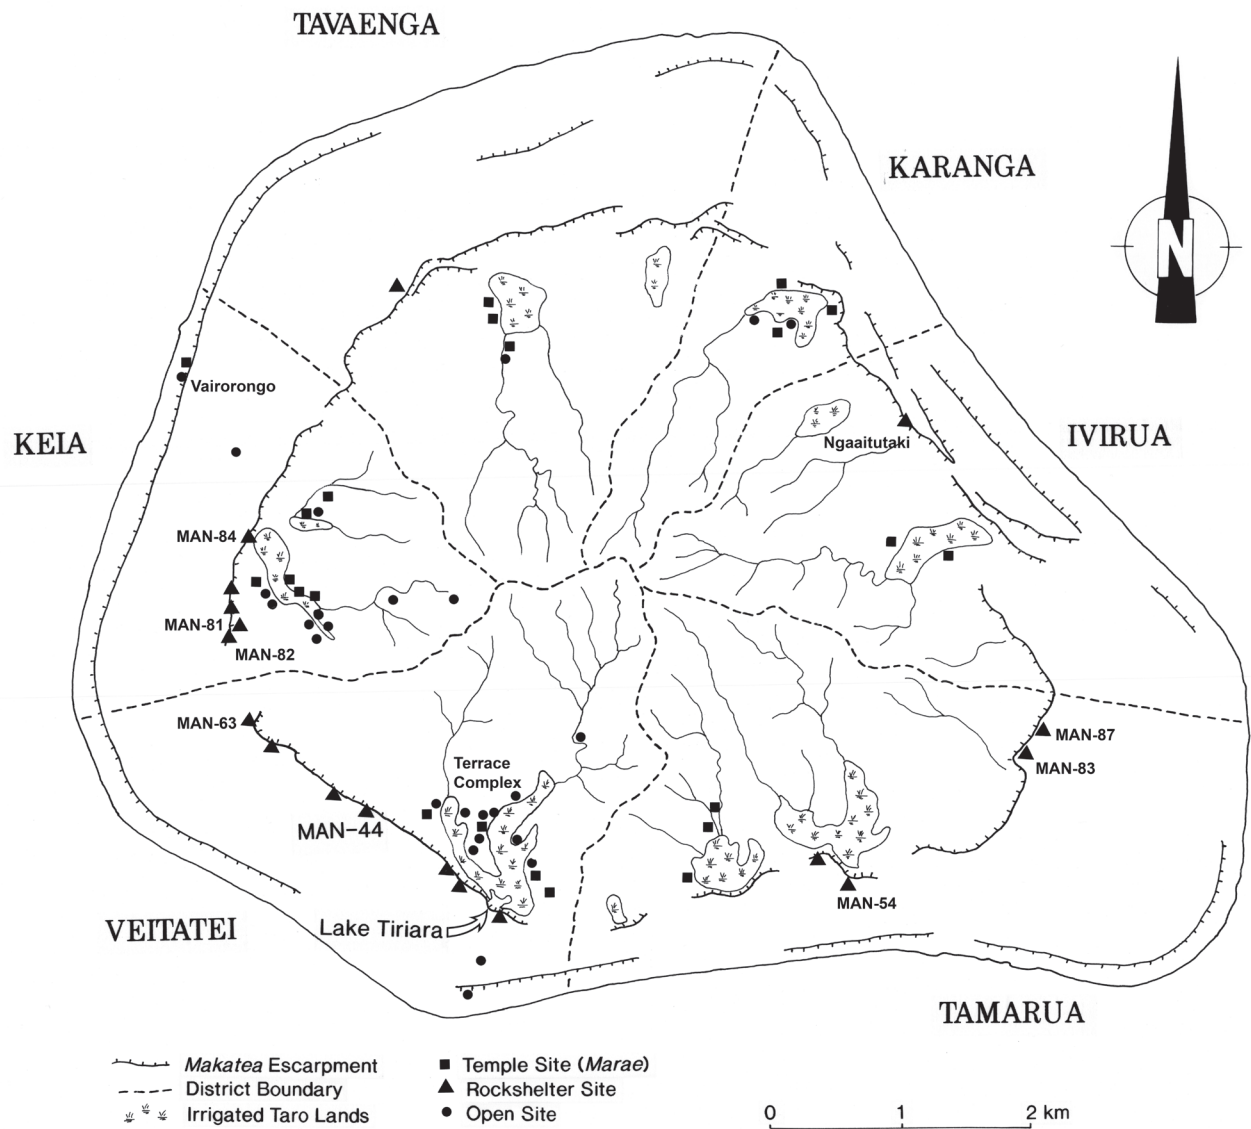 TAVAENGA
KARANGA
N
Vairorongo
KEIA
IVIRUA
Ngaaitutaki
MAN-84
MAN-81
MAN-82
MAN-63
MAN-87
Terrace
Complex
MAN-83
MAN-44
MAN-54
VEITATEI
Lake Tiriara
TAMARUA
Makatea Escarpment
District Boundary
Irrigated Taro Lands
Temple Site (Marae)
Rockshelter Site
Open Site
0 1 2 km